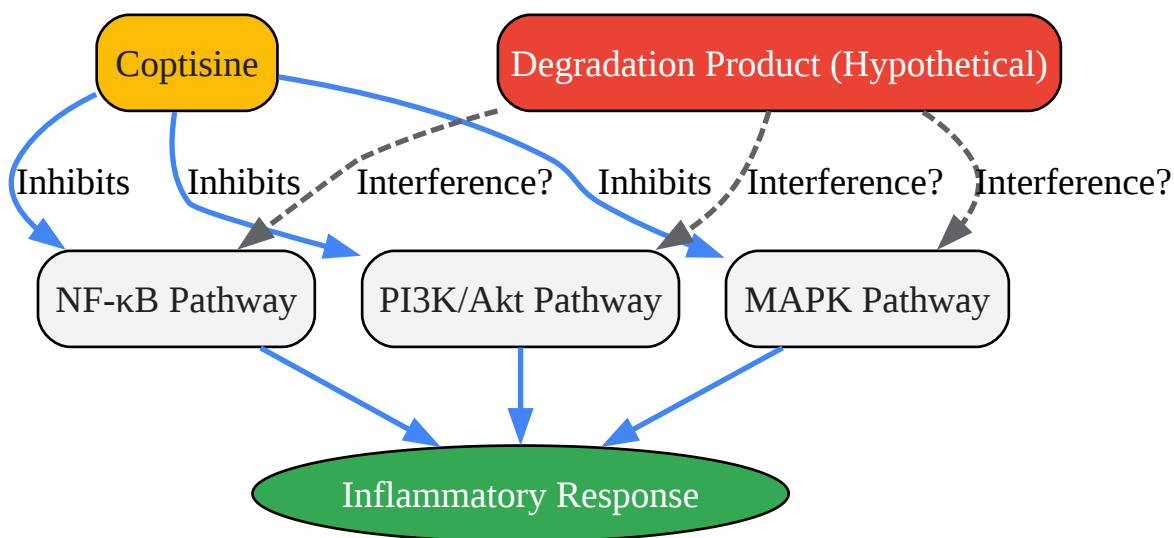 Coptisine
Degradation Product (Hypothetical)
Inhibits
Inhibits
Interference?
Inhibits
Interference?
Interference?
NF-κB Pathway
PI3K/Akt Pathway
MAPK Pathway
Inflammatory Response